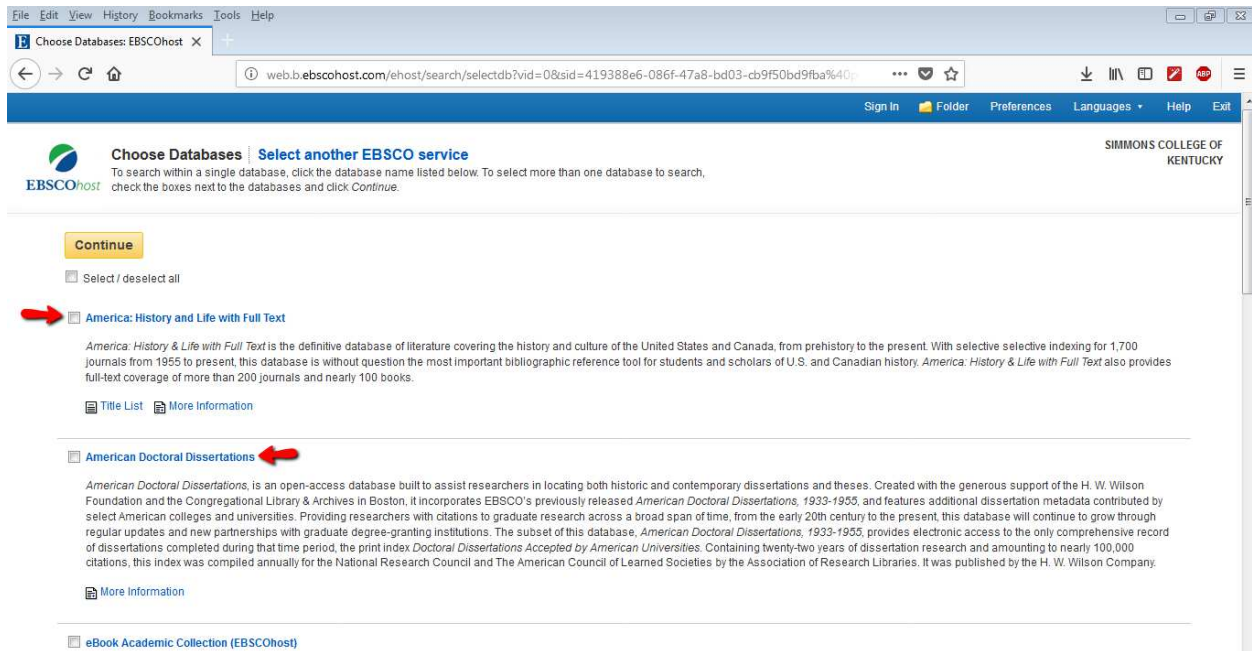 File Edit View History Bookmarks Tools Help
Choose Databases: EBSCOhost
web.b.ebscohost.com/ehost/search/selectdb?vid=0&sid=419388e6-086f-47a8-bd03-cb9f50bd9fba%40p
ABP
Sign In Folder Preferences Languages Help Exit
EBSCOhost
Choose Databases Select another EBSCO service
To search within a single database, click the database name listed below. To select more than one database to search,
check the boxes next to the databases and click Continue.
SIMMONS COLLEGE OF
KENTUCKY
Continue
Select / deselect all
America: History and Life with Full Text
America: History & Life with Full Text is the definitive database of literature covering the history and culture of the United States and Canada, from prehistory to the present. With selective selective indexing for 1,700
journals from 1955 to present, this database is without question the most important bibliographic reference tool for students and scholars of U.S. and Canadian history. America: History & Life with Full Text also provides
full-text coverage of more than 200 journals and nearly 100 books.
Title List More Information
American Doctoral Dissertations
American Doctoral Dissertations, is an open-access database built to assist researchers in locating both historic and contemporary dissertations and theses. Created with the generous support of the H. W. Wilson
Foundation and the Congregational Library & Archives in Boston, it incorporates EBSCO's previously released American Doctoral Dissertations, 1933-1955, and features additional dissertation metadata contributed by
select American colleges and universities. Providing researchers with citations to graduate research across a broad span of time, from the early 20th century to the present, this database will continue to grow through
regular updates and new partnerships with graduate degree-granting institutions. The subset of this database, American Doctoral Dissertations, 1933-1955, provides electronic access to the only comprehensive record
of dissertations completed during that time period, the print index Doctoral Dissertations Accepted by American Universities. Containing twenty-two years of dissertation research and amounting to nearly 100,000
citations, this index was compiled annually for the National Research Council and The American Council of Learned Societies by the Association of Research Libraries. It was published by the H. W. Wilson Company.
More Information
eBook Academic Collection (EBSCOhost)